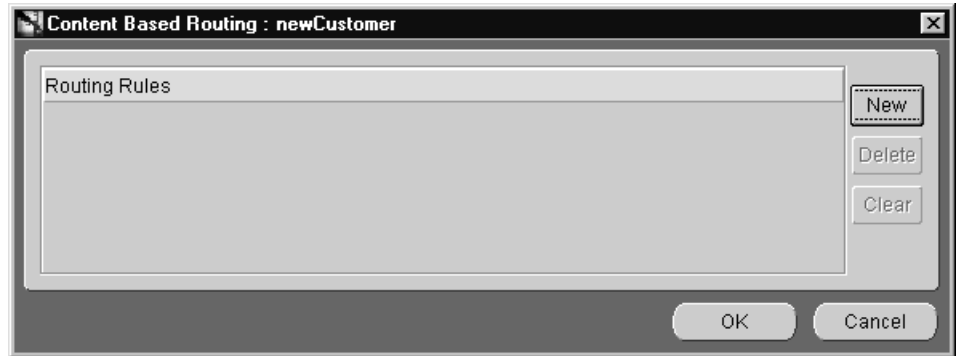 Content Based Routing : newCustomer
Routing Rules
New
Delete
Clear
OK
Cancel